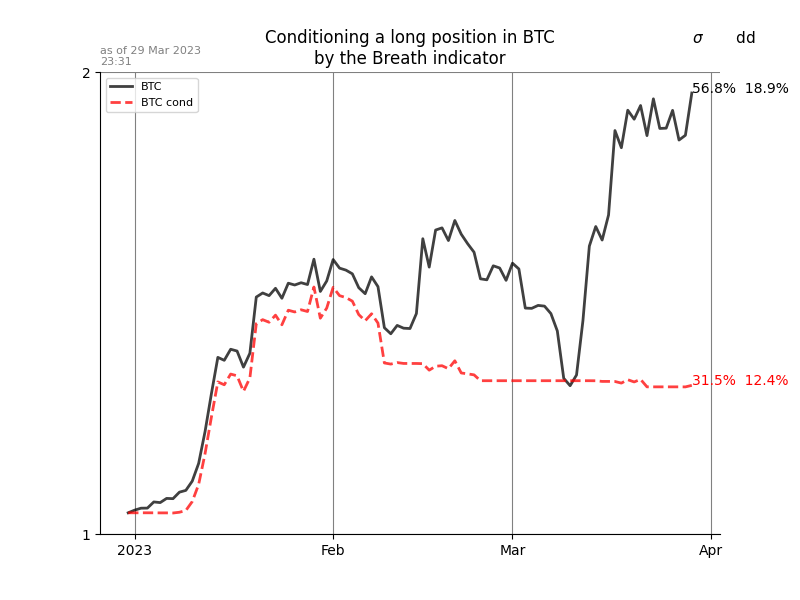 Conditioning a long position in BTC
by the Breath indicator
σ dd
as of 29 Mar 2023
23:31
2
BTC
BTC cond
56.8% 18.9%
31.5% 12.4%
1
2023 Feb Mar Apr